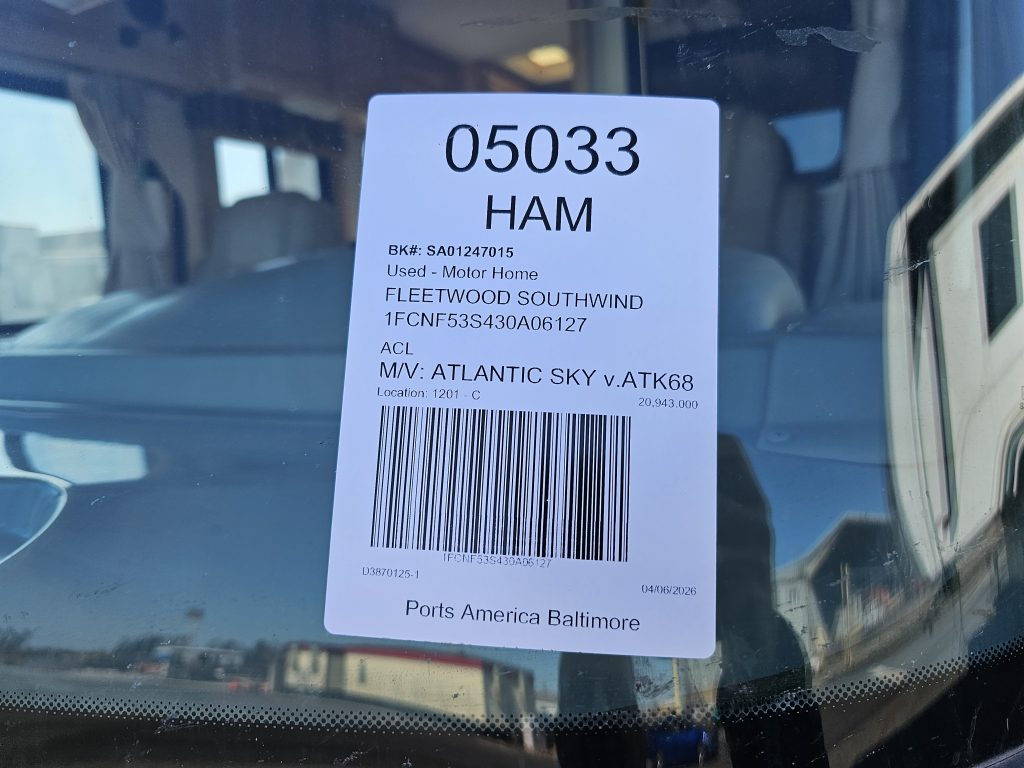 05033
HAM
BK#: SA01247015
Used - Motor Home
FLEETWOOD SOUTHWIND
1FCNF53S430A06127
ACL
M/V: ATLANTIC SKY v.ATK68
Location: 1201 - C
20,943.000
1FCNF53S430A06127
D3870125-1
04/06/2026
Ports America Baltimore